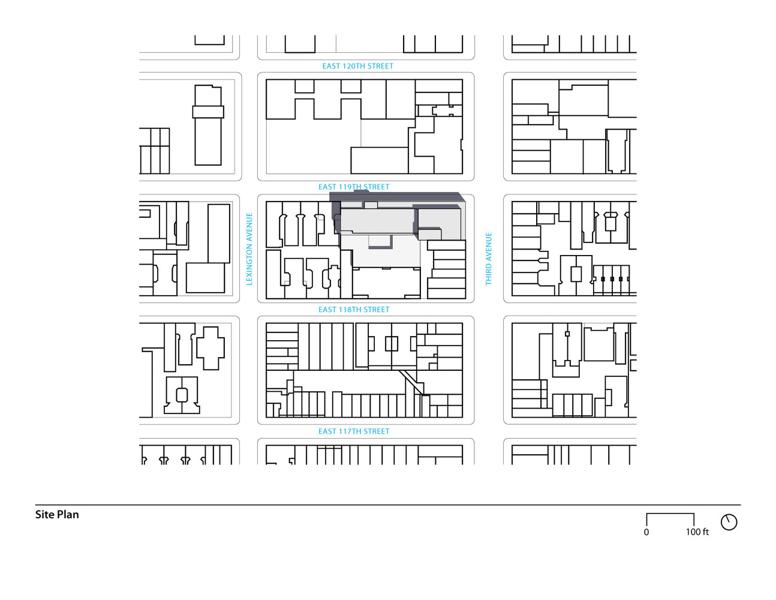 EAST 120TH STREET
EAST 119TH STREET
LEXINGTON AVENUE
THIRD AVENUE
EAST 118TH STREET
EAST 117TH STREET
Site Plan
0 100 ft